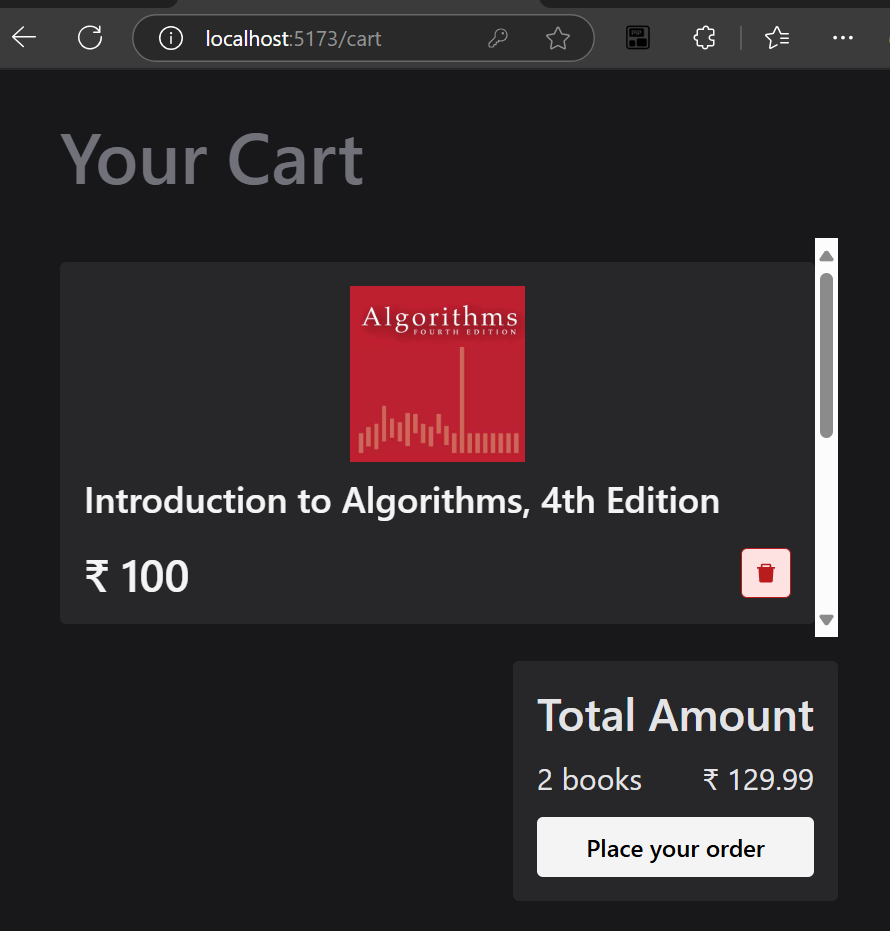 localhost:5173/cart
PIP
Your Cart
Algorithms
FOURTH EDITION
Introduction to Algorithms, 4th Edition
₹ 100
Total Amount
2 books ₹ 129.99
Place your order